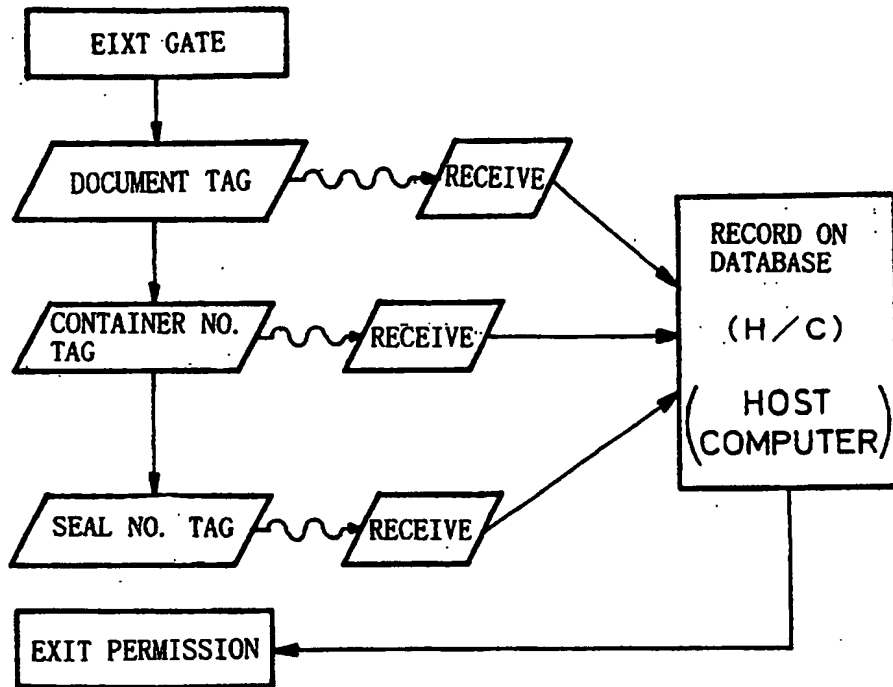 EIXT GATE
DOCUMENT TAG
RECEIVE
CONTAINER NO.
TAG
RECEIVE
SEAL NO. TAG
RECEIVE
RECORD ON
DATABASE
(H/C)
(HOST
COMPUTER)
EXIT PERMISSION